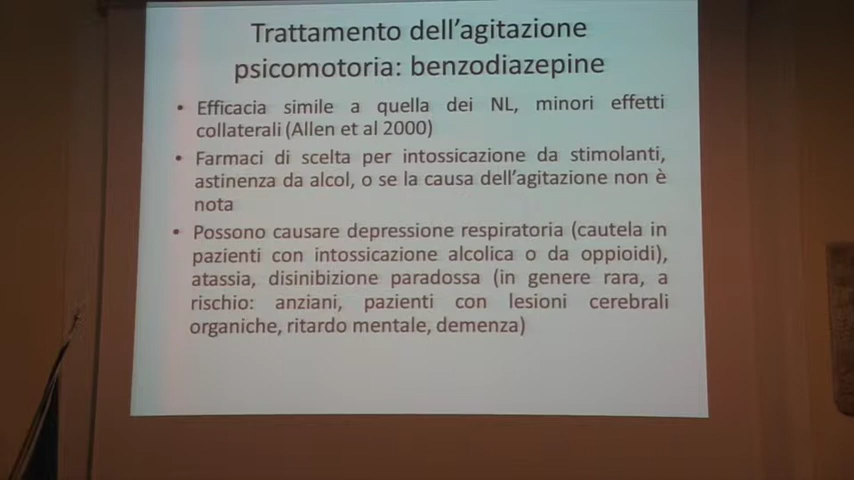 Trattamento dell'agitazione
psicomotoria: benzodiazepine
• Efficacia simile a quella dei NL, minori effetti
collaterali (Allen et al 2000)
• Farmaci di scelta per intossicazione da stimolanti,
astinenza da alcol, o se la causa dell'agitazione non è
nota
• Possono causare depressione respiratoria (cautela in
pazienti con intossicazione alcolica o da oppioidi),
atassia, disinibizione paradossa (in genere rara, a
rischio: anziani, pazienti con lesioni cerebrali
organiche, ritardo mentale, demenza)